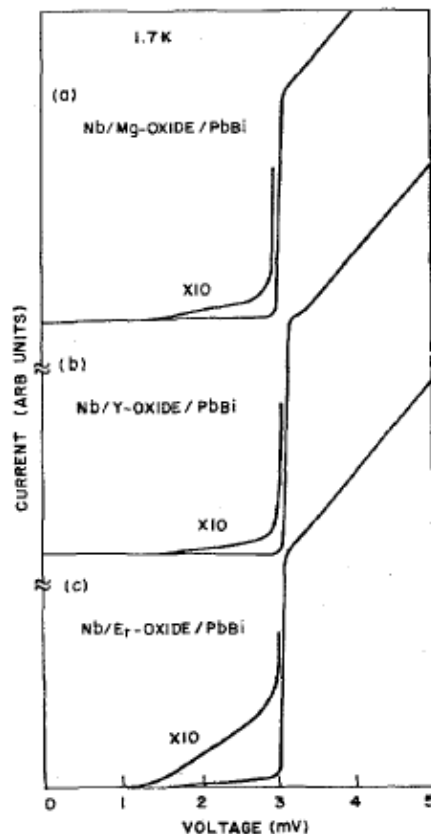 1.7K
(a)
Nb/Mg-OXIDE/PbBi
X10
(b)
Nb/Y-OXIDE/PbBi
X10
(c)
Nb/Er-OXIDE/PbBi
X10
CURRENT (ARB UNITS)
0 1 2 3 4 5
VOLTAGE (mV)